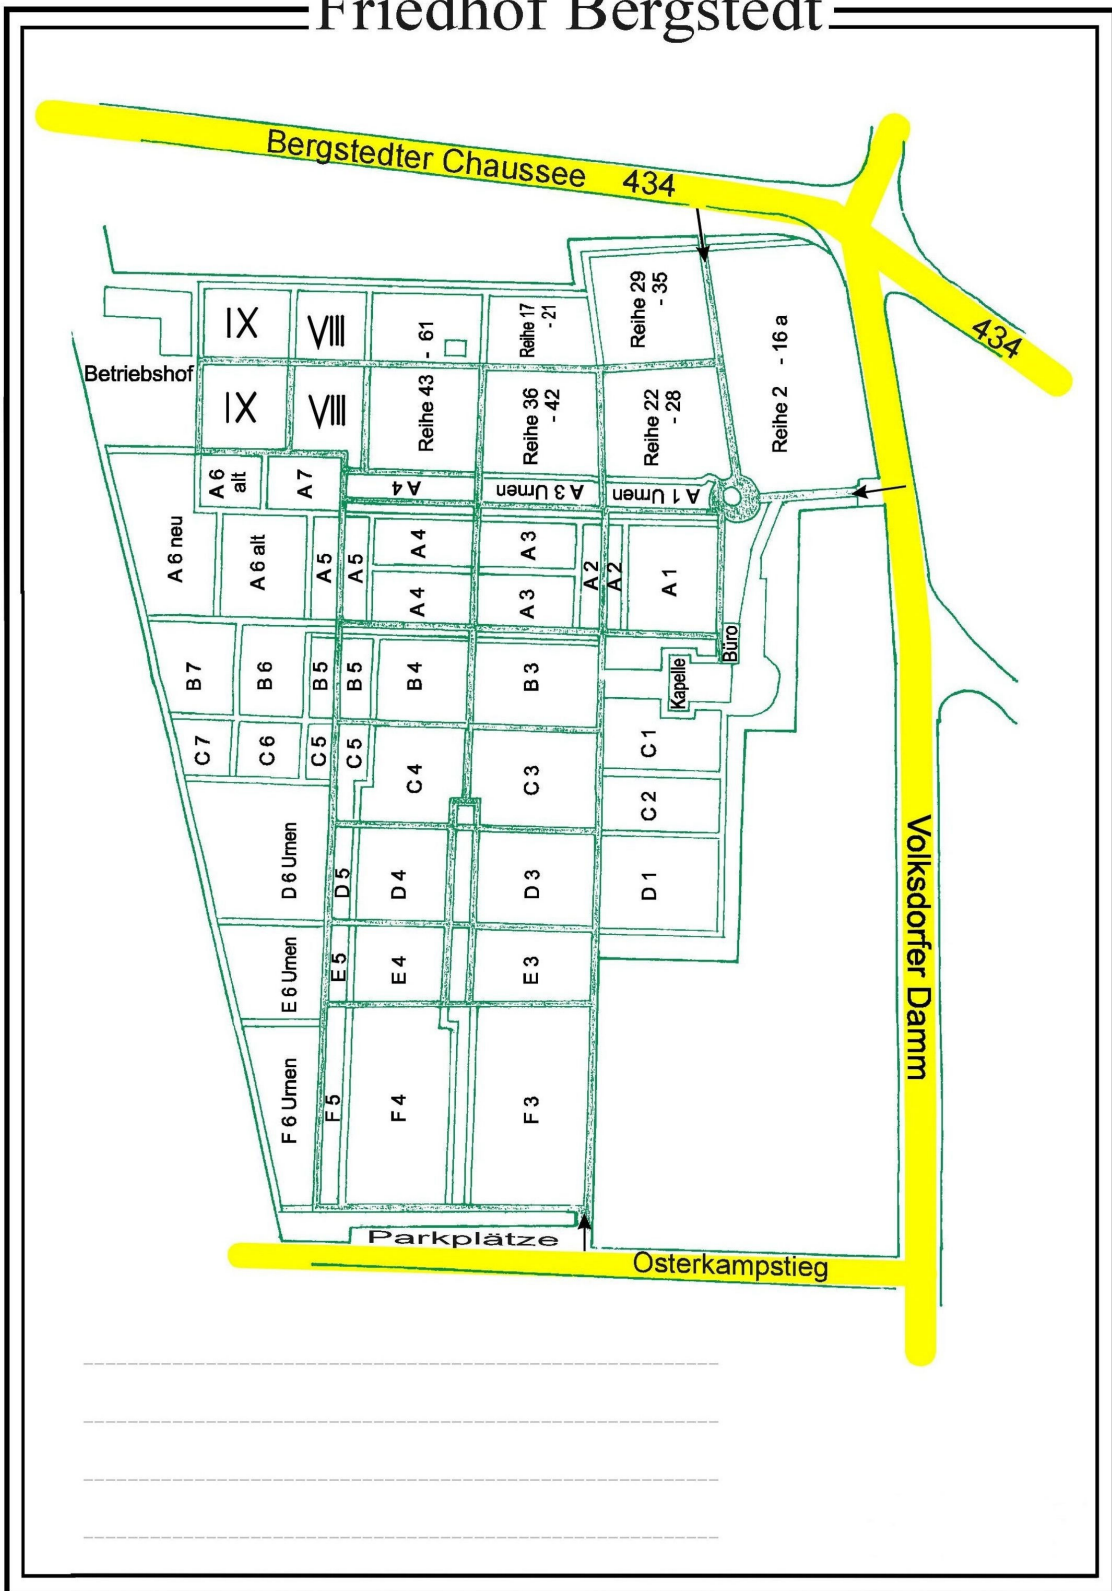 Friedhof Bergstedt
Bergstedter Chaussee 434
434
Reihe 29
- 35
Reihe 17
- 21
Reihe 2 - 16 a
IX
VIII
Reihe 43 - 61
Betriebshof
IX
VIII
Reihe 36
- 42
Reihe 22
- 28
A 6
alt
A 7
A 4
A 3 Urnen
A 1 Urnen
A 6 neu
A 6 alt
A 5
A 5
A 4
A 3
A 4
A 3
A 2
A 2
A 1
Büro
Kapelle
B 7
B 6
B 5
B 5
B 4
B 3
C 7
C 6
C 5
C 5
C 4
C 3
C 1
C 2
D 6 Urnen
D 5
D 4
D 3
D 1
Volksdorfer Damm
E 6 Urnen
E 5
E 4
E 3
F 6 Urnen
F 5
F 4
F 3
Parkplätze
Osterkampstieg